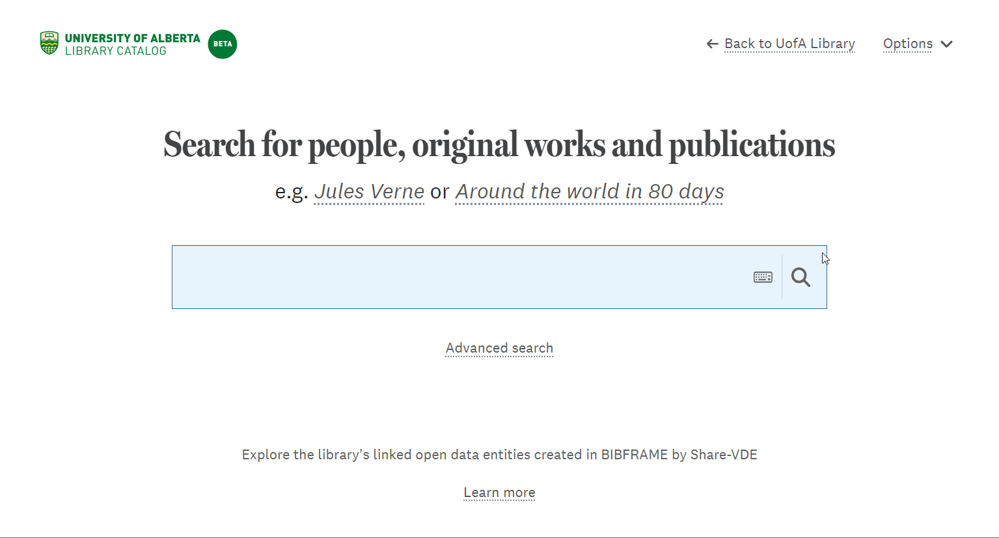 UNIVERSITY OF ALBERTA
LIBRARY CATALOG
BETA
Back to UofA Library
Options
Search for people, original works and publications
e.g. Jules Verne or Around the world in 80 days
Advanced search
Explore the library's linked open data entities created in BIBFRAME by Share-VDE
Learn more